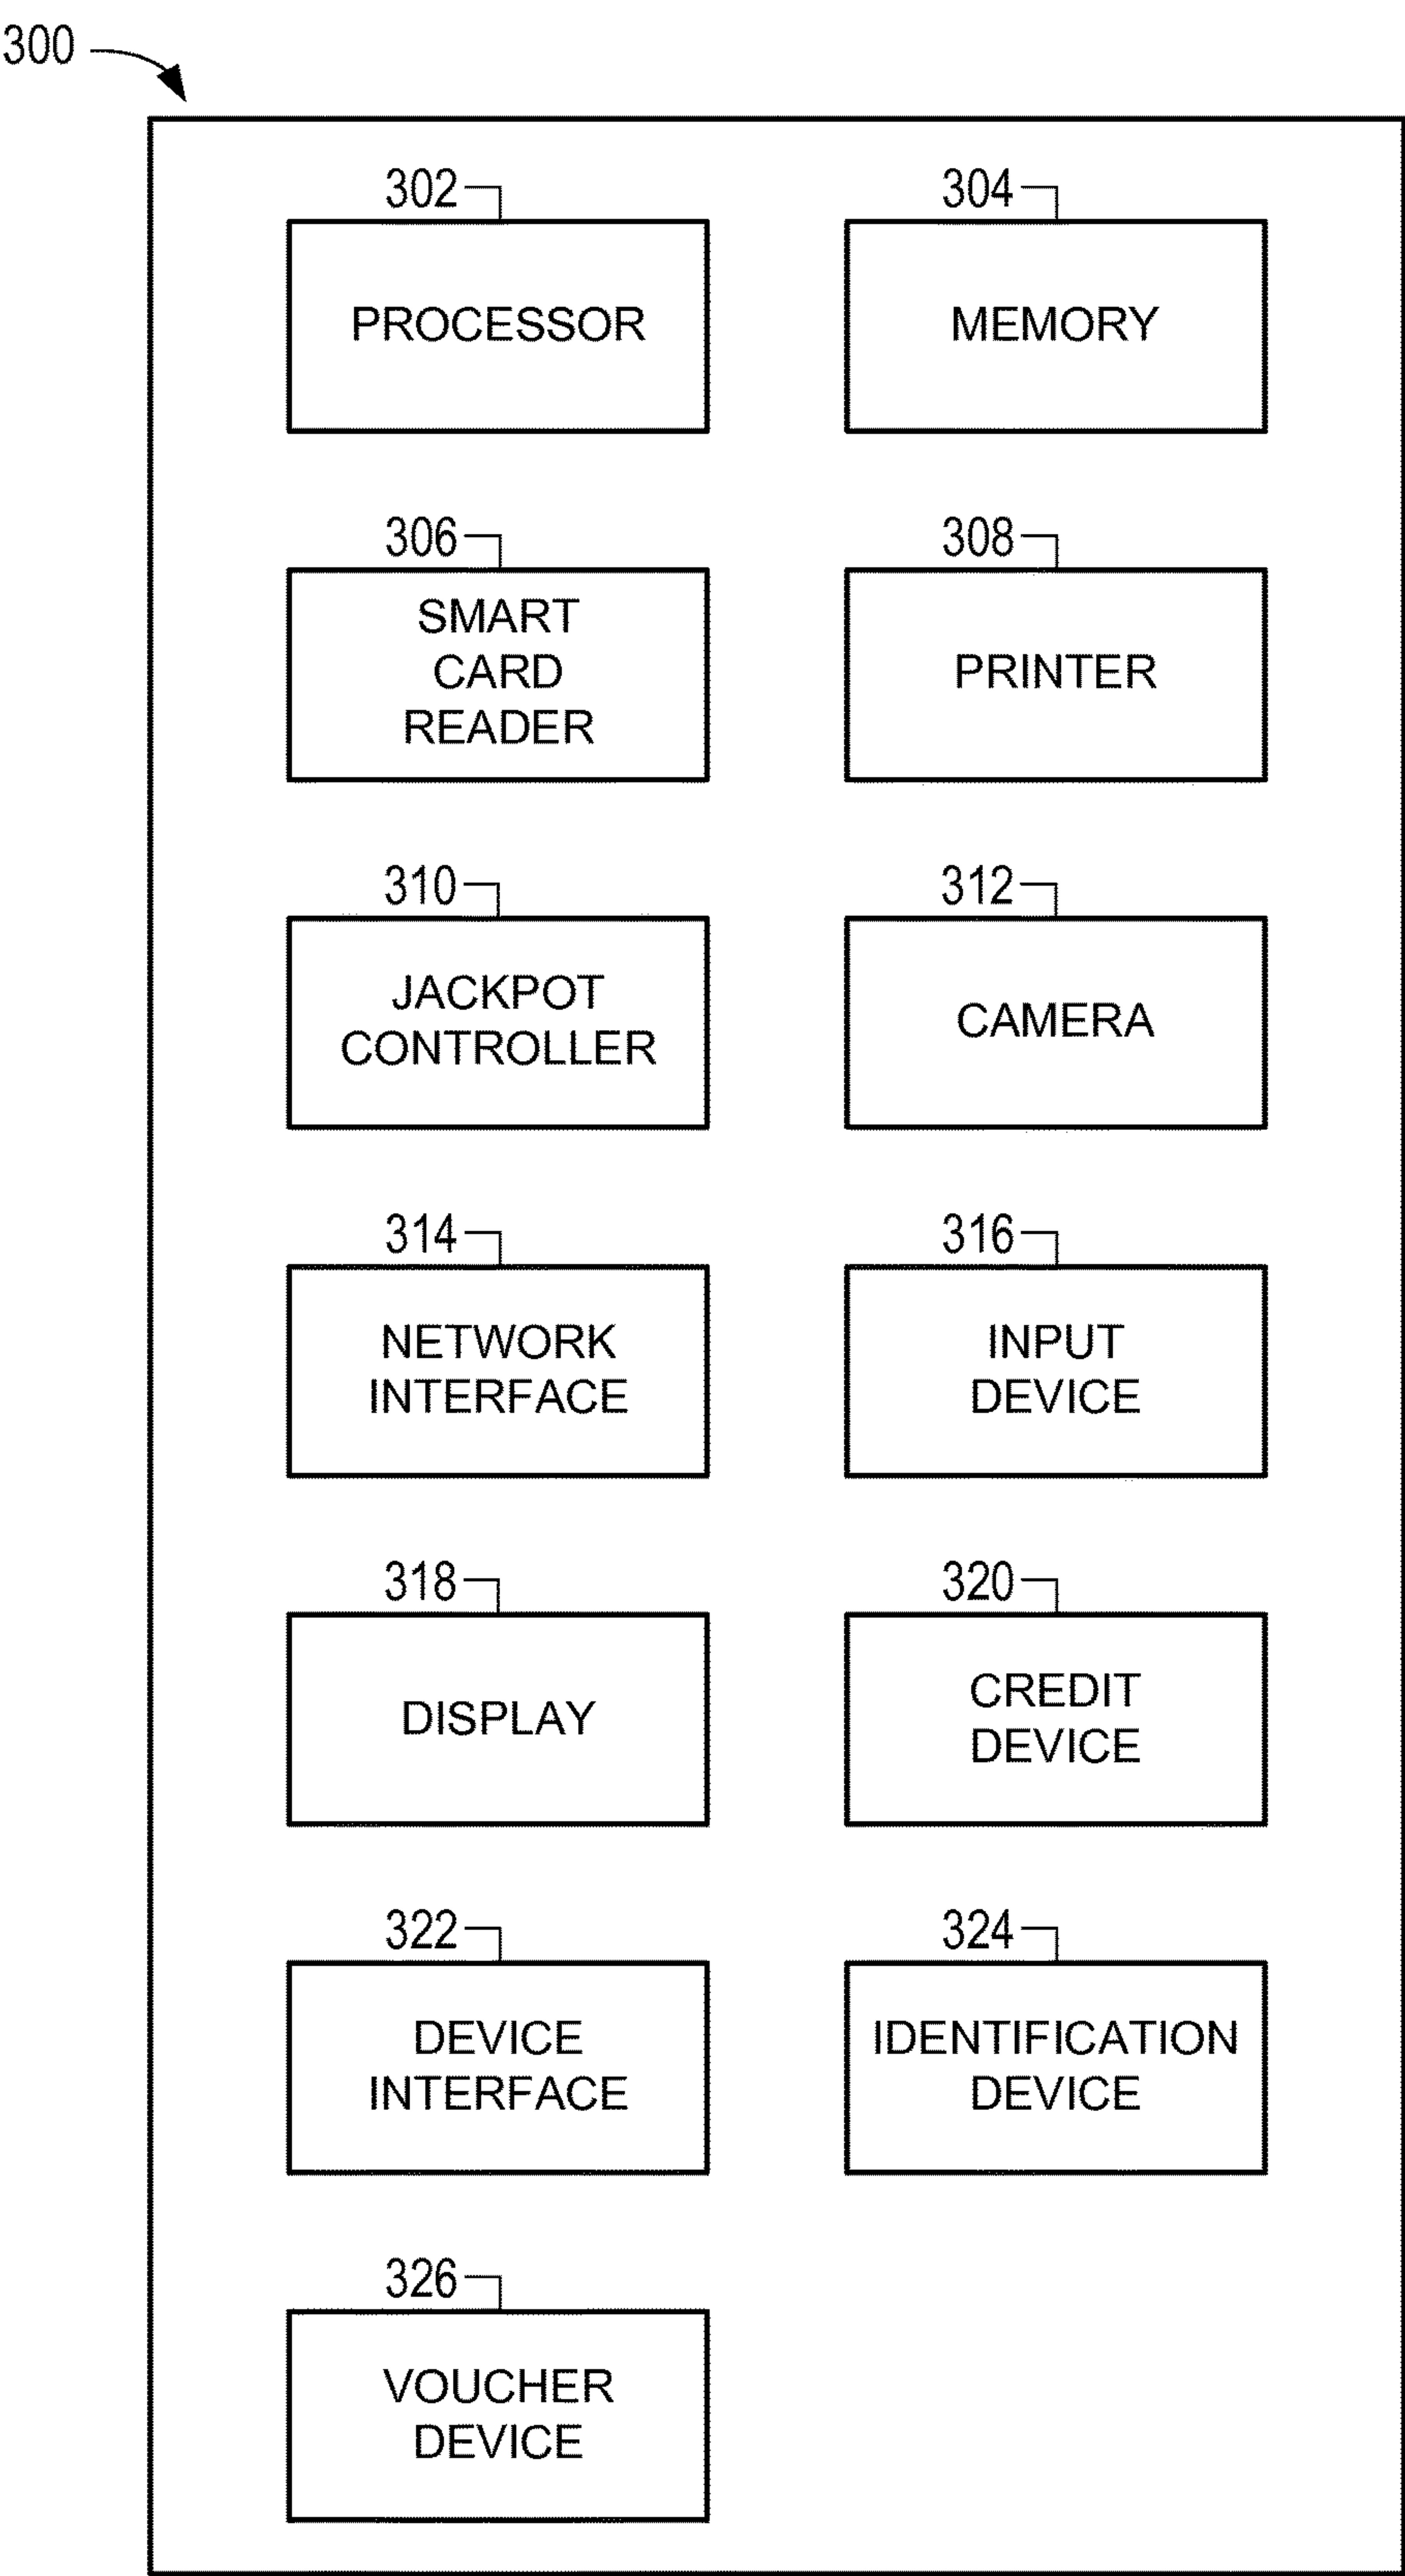 300
302
304
PROCESSOR
MEMORY
306
308
SMART
CARD
READER
PRINTER
310
312
JACKPOT
CONTROLLER
CAMERA
314
316
NETWORK
INTERFACE
INPUT
DEVICE
318
320
DISPLAY
CREDIT
DEVICE
322
324
DEVICE
INTERFACE
IDENTIFICATION
DEVICE
326
VOUCHER
DEVICE